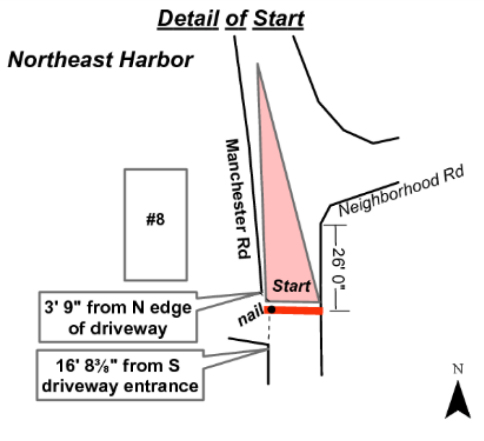 Detail of Start
Northeast Harbor
Manchester Rd
Neighborhood Rd
#8
26' 0"
Start
nail
3' 9" from N edge
of driveway
16' 8⅜" from S
driveway entrance
N